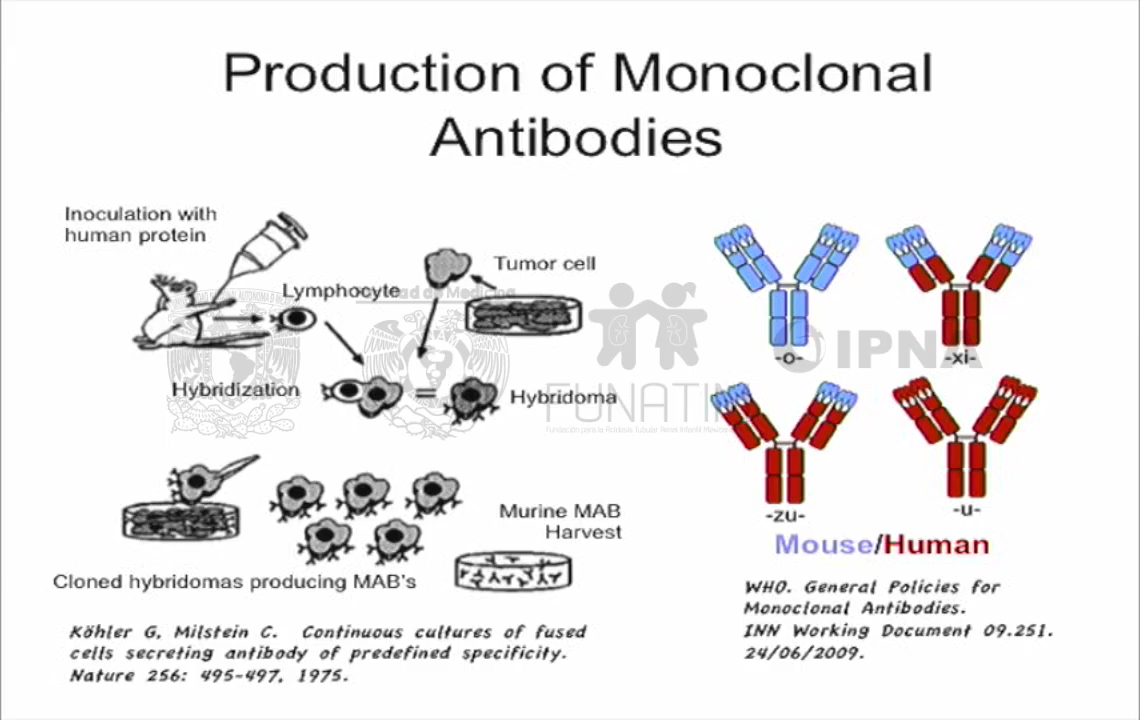 Production of Monoclonal
Antibodies
Inoculation with
human protein
Lymphocyte
Tumor cell
Hybridization
=
Hybridoma
Murine MAB
Harvest
Cloned hybridomas producing MAB's
Köhler G, Milstein C. Continuous cultures of fused
cells secreting antibody of predefined specificity.
Nature 256: 495-497, 1975.
-o-
-xi-
-zu-
-u-
Mouse/Human
WHO. General Policies for
Monoclonal Antibodies.
INN Working Document 09.251.
24/06/2009.
de Medicina
IPNA